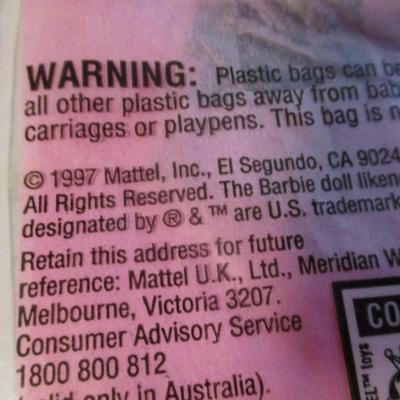 WARNING: Plastic bags can be
all other plastic bags away from bab
carriages or playpens. This bag is n
© 1997 Mattel, Inc., El Segundo, CA 9024
All Rights Reserved. The Barbie doll liken
designated by ® & ™ are U.S. trademark
Retain this address for future
reference: Mattel U.K., Ltd., Meridian W
Melbourne, Victoria 3207.
Consumer Advisory Service
1800 800 812
only in Australia).
CO
EL™ toys